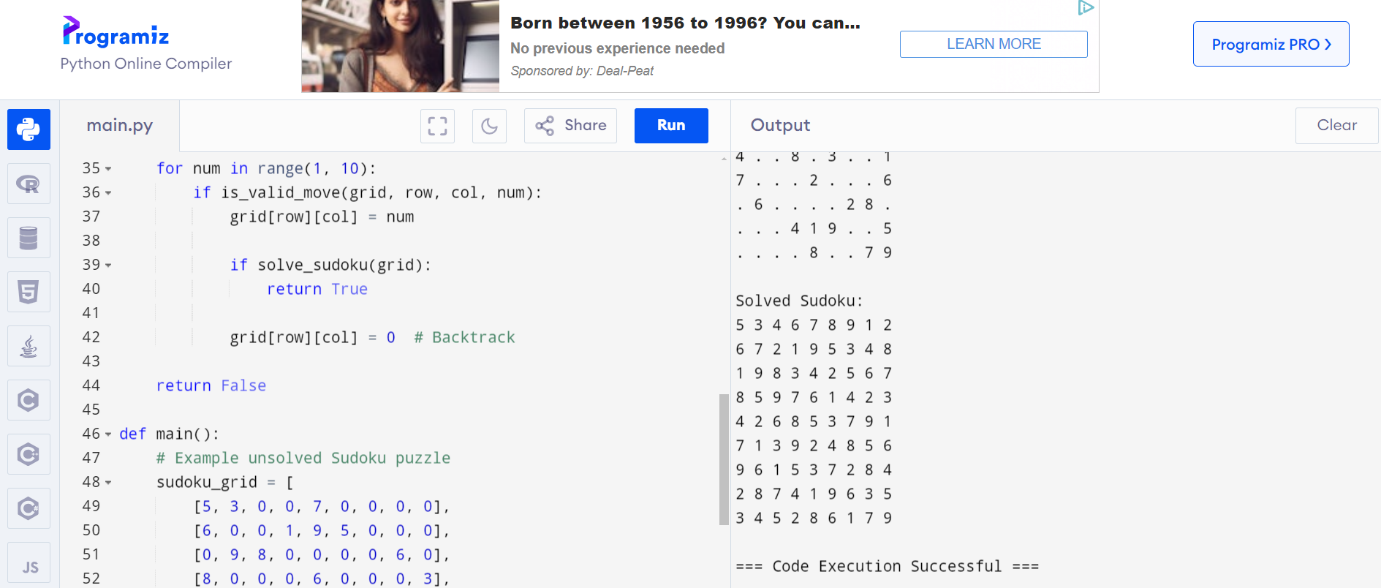 Programiz
Python Online Compiler
Born between 1956 to 1996? You can...
No previous experience needed
Sponsored by: Deal-Peat
LEARN MORE
Programiz PRO
main.py
Share
Run
Output
Clear
35 for num in range(1, 10):
36 if is_valid_move(grid, row, col, num):
37 grid[row][col] = num
38
39 if solve_sudoku(grid):
40 return True
41
42 grid[row][col] = 0 # Backtrack
43
44 return False
45
46 def main():
47 # Example unsolved Sudoku puzzle
48 sudoku_grid = [
49 [5, 3, 0, 0, 7, 0, 0, 0, 0],
50 [6, 0, 0, 1, 9, 5, 0, 0, 0],
51 [0, 9, 8, 0, 0, 0, 0, 6, 0],
52 [8, 0, 0, 0, 6, 0, 0, 0, 3],
4 . . 8 . 3 . . 1
7 . . . 2 . . . 6
. 6 . . . . 2 8 .
. . . 4 1 9 . . 5
. . . . 8 . . 7 9
Solved Sudoku:
5 3 4 6 7 8 9 1 2
6 7 2 1 9 5 3 4 8
1 9 8 3 4 2 5 6 7
8 5 9 7 6 1 4 2 3
4 2 6 8 5 3 7 9 1
7 1 3 9 2 4 8 5 6
9 6 1 5 3 7 2 8 4
2 8 7 4 1 9 6 3 5
3 4 5 2 8 6 1 7 9
=== Code Execution Successful ===
JS